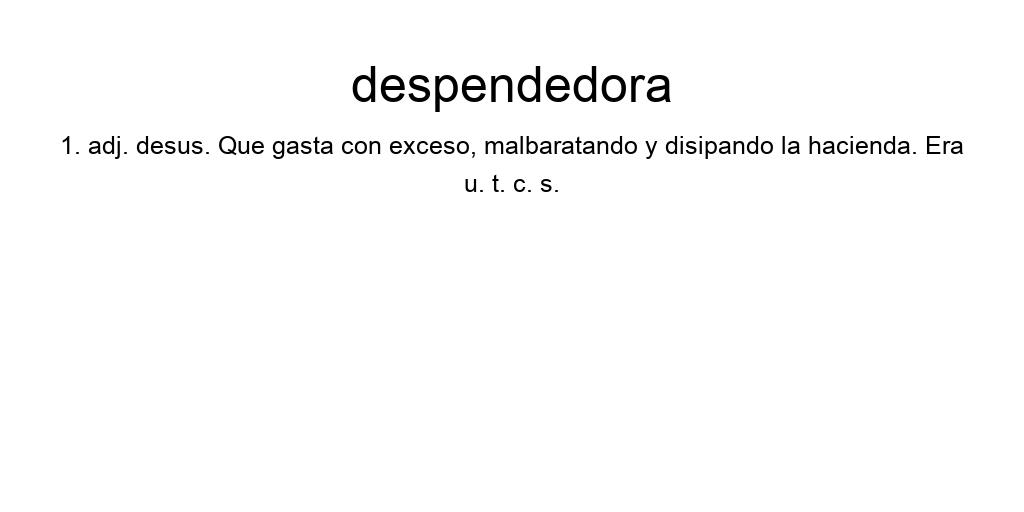 despendedora
1. adj. desus. Que gasta con exceso, malbaratando y disipando la hacienda. Era
u. t. c. s.